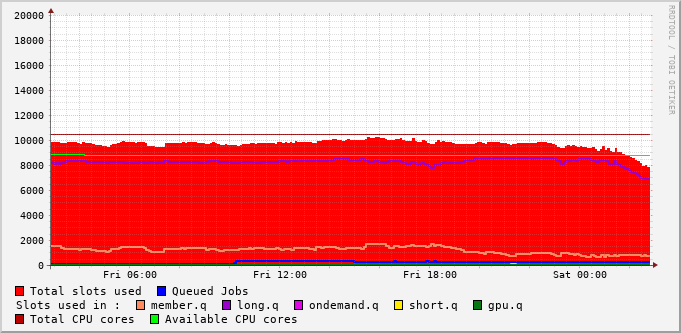 20000
18000
16000
14000
12000
10000
8000
6000
4000
2000
0
Fri 06:00 Fri 12:00 Fri 18:00 Sat 00:00
Total slots used Queued Jobs
Slots used in : member.q long.q ondemand.q short.q gpu.q
Total CPU cores Available CPU cores
RRDTOOL / TOBI OETIKER